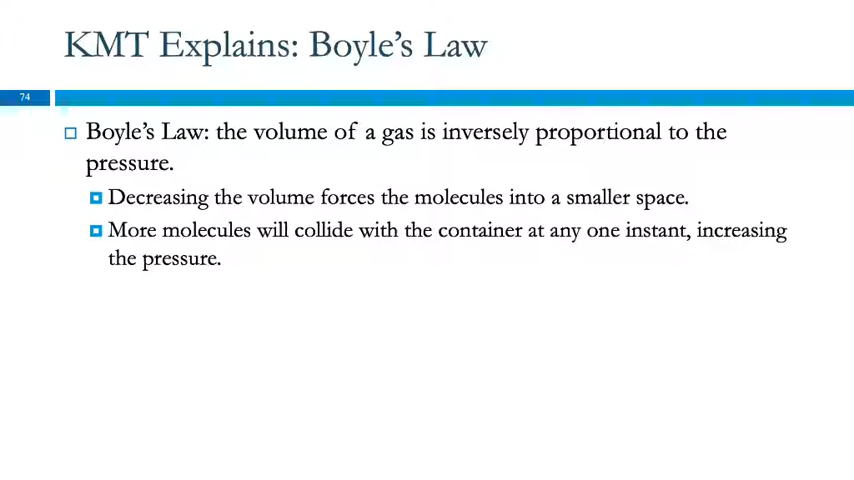 KMT Explains: Boyle’s Law
74
Boyle’s Law: the volume of a gas is inversely proportional to the
pressure.
Decreasing the volume forces the molecules into a smaller space.
More molecules will collide with the container at any one instant, increasing
the pressure.